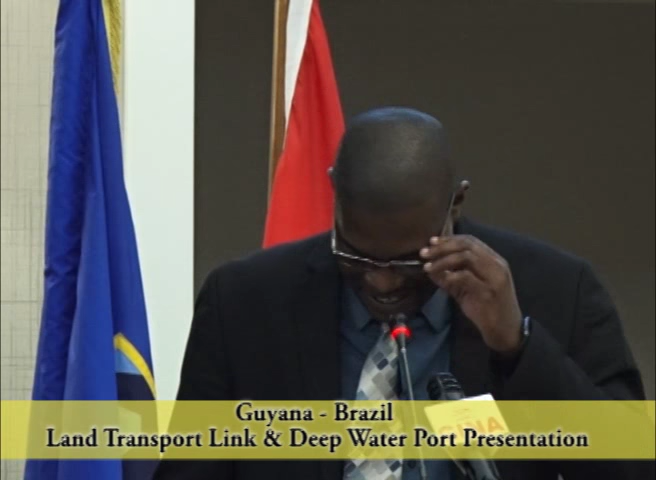 Guyana - Brazil
Land Transport Link & Deep Water Port Presentation